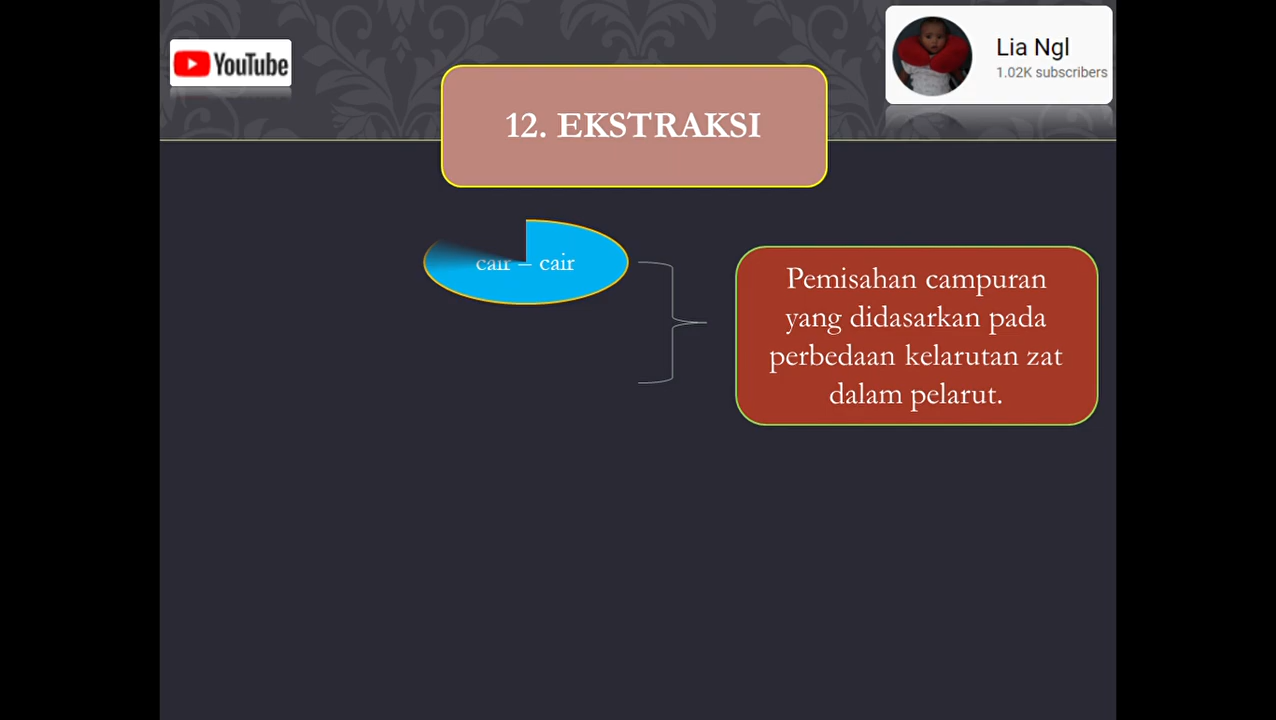 YouTube
Lia Ngl
1.02K subscribers
12. EKSTRAKSI
cair – cair
Pemisahan campuran
yang didasarkan pada
perbedaan kelarutan zat
dalam pelarut.